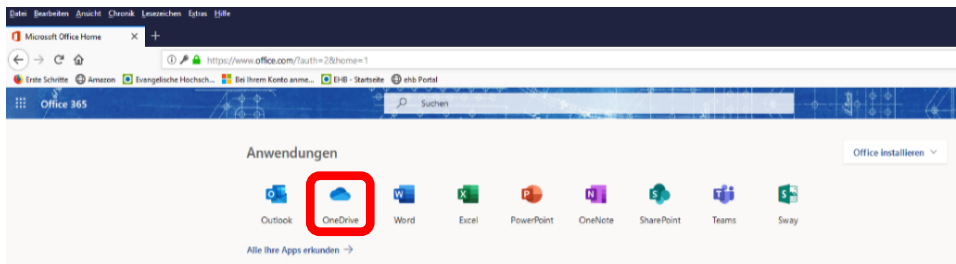 Datei Bearbeiten Ansicht Chronik Lesezeichen Extras Hilfe
Microsoft Office Home
https://www.office.com/?auth=2&home=1
Erste Schritte Amazon Evangelische Hochsch... Bei Ihrem Konto anme... EHB - Startseite ehb Portal
Office 365 Suchen
Anwendungen Office installieren
Outlook OneDrive Word Excel PowerPoint OneNote SharePoint Teams Sway
Alle Ihre Apps erkunden →